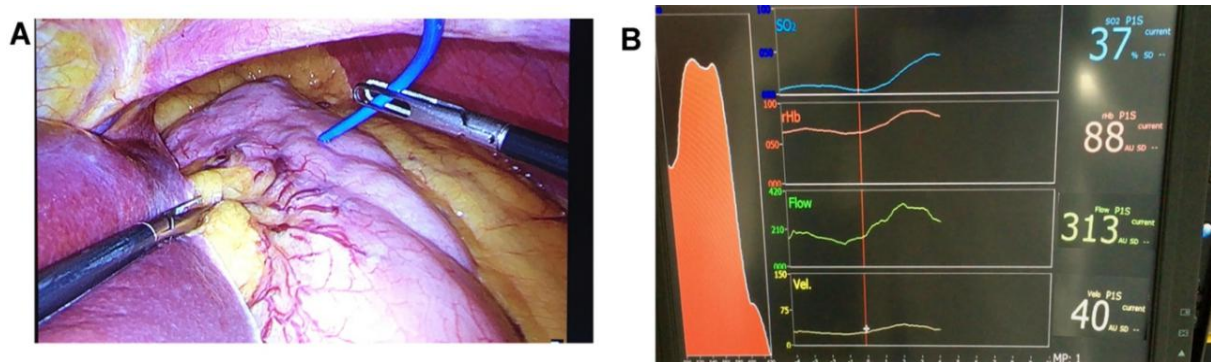 A
B
100
SO2
050
00
SO2 P1S
current
37
% SD --
100
rHb
050
000
rHb P1S
current
88
AU SD --
420
Flow
210
000
Flow P1S
current
313
AU SD --
150
Vel.
75
0
Velo P1S
current
40
AU SD --
MP: 1